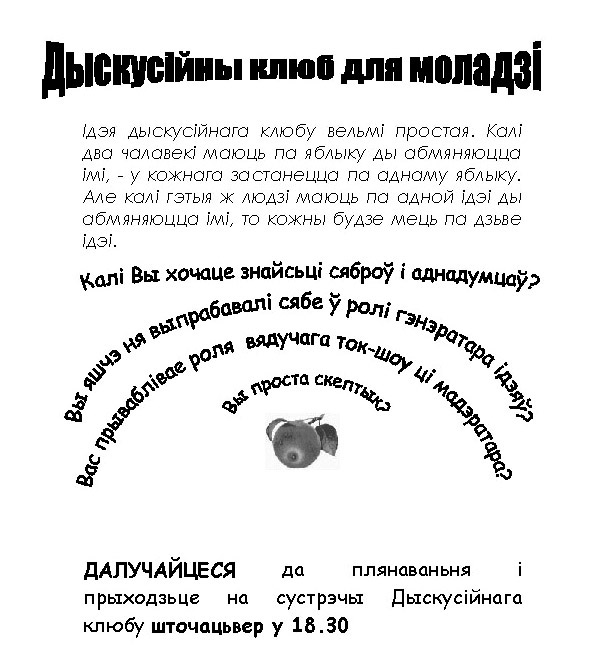 Дыскусійны клюб для моладзі
Ідэя дыскусійнага клюбу вельмі простая. Калі
два чалавекі маюць па яблыку ды абмяняюцца
імі, - у кожнага застанецца па аднаму яблыку.
Але калі гэтыя ж людзі маюць па адной ідэі ды
абмяняюцца імі, то кожны будзе мець па дзьве
ідэі.
Калі Вы хочаце знайсьці сяброў і аднадумцаў?
Вы яшчэ ня выпрабавалі сябе ў ролі гэнэратара ідэяў?
Вас прываблівае роля вядучага ток-шоу ці мадэратара?
Вы проста скептык?
ДАЛУЧАЙЦЕСЯ да плянаваньня і
прыходзьце на сустрэчы Дыскусійнага
клюбу шточацьвер у 18.30